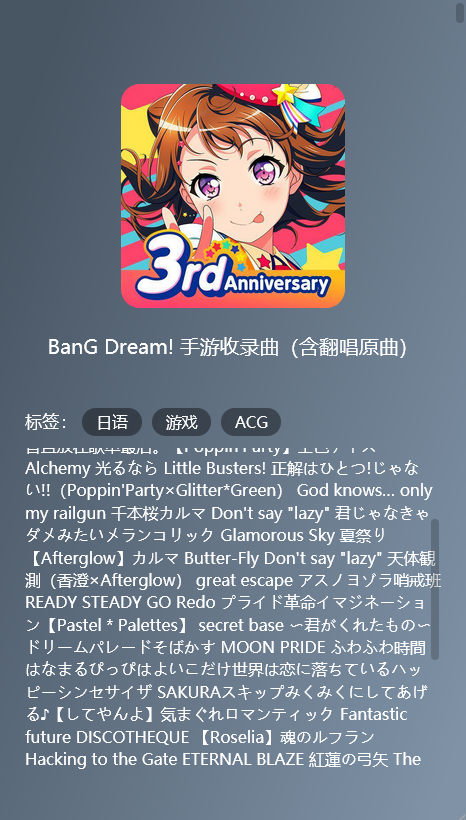 3rd Anniversary
BanG Dream! 手游收录曲（含翻唱原曲）
标签： 日语 游戏 ACG
Alchemy 光るなら Little Busters! 正解はひとつ!じゃな
い!!（Poppin'Party×Glitter*Green） God knows... only
my railgun 千本桜カルマ Don't say "lazy" 君じゃなきゃ
ダメみたいメランコリック Glamorous Sky 夏祭り
【Afterglow】カルマ Butter-Fly Don't say "lazy" 天体観
測（香澄×Afterglow） great escape アスノヨゾラ哨戒班
READY STEADY GO Redo プライド革命イマジネーショ
ン【Pastel * Palettes】 secret base ～君がくれたもの～
ドリームパレードそばかす MOON PRIDE ふわふわ時間
はなまるぴっぴはよいこだけ世界は恋に落ちているハッ
ピーシンセサイザ SAKURAスキップみくみくにしてあげ
る♪【してやんよ】気まぐれロマンティック Fantastic
future DISCOTHEQUE 【Roselia】魂のルフラン
Hacking to the Gate ETERNAL BLAZE 紅蓮の弓矢 The